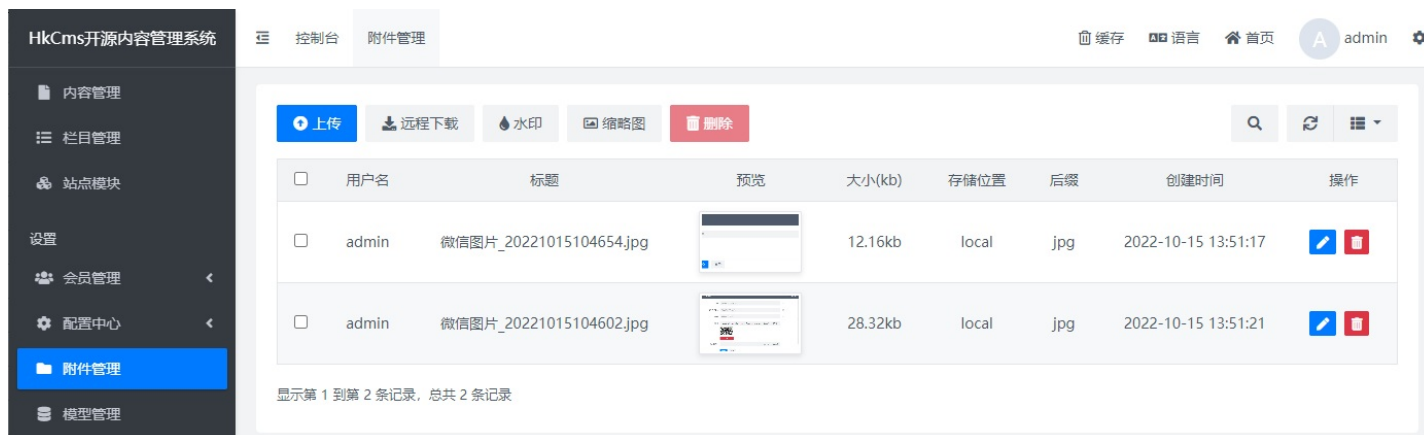 HkCms开源内容管理系统 控制台 附件管理 缓存 语言 首页 A admin
内容管理
栏目管理
站点模块
设置
会员管理
配置中心
附件管理
模型管理
上传 远程下载 水印 缩略图 删除
用户名 标题 预览 大小(kb) 存储位置 后缀 创建时间 操作
admin 微信图片_20221015104654.jpg 12.16kb local jpg 2022-10-15 13:51:17
admin 微信图片_20221015104602.jpg 28.32kb local jpg 2022-10-15 13:51:21
显示第 1 到第 2 条记录，总共 2 条记录